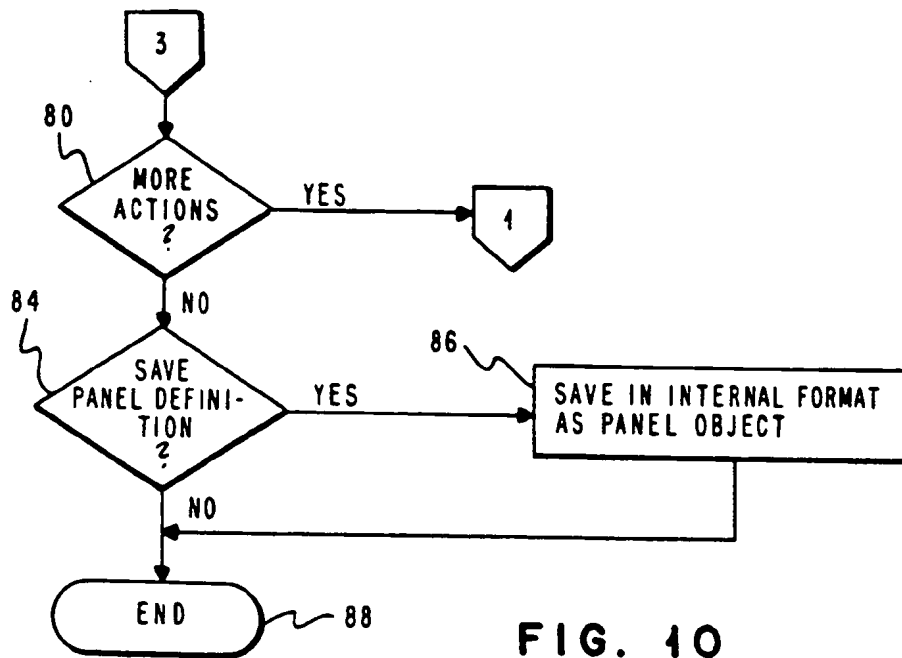 3
80
MORE
ACTIONS
?
YES
1
NO
84
SAVE
PANEL DEFINI-
TION
?
YES
86
SAVE IN INTERNAL FORMAT
AS PANEL OBJECT
NO
END
88
FIG. 10